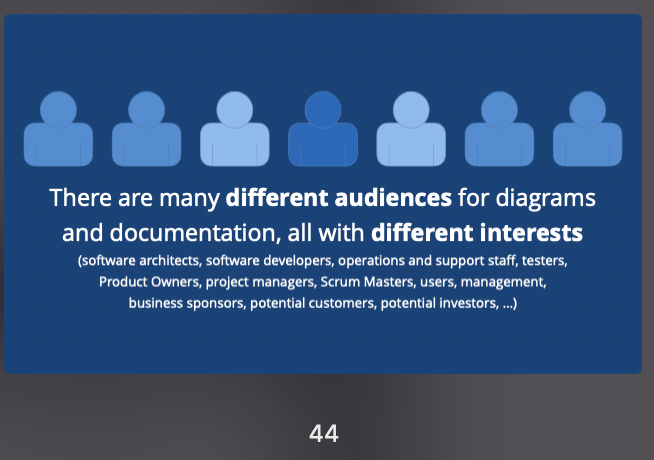 There are many different audiences for diagrams
and documentation, all with different interests
(software architects, software developers, operations and support staff, testers,
Product Owners, project managers, Scrum Masters, users, management,
business sponsors, potential customers, potential investors, ...)
44